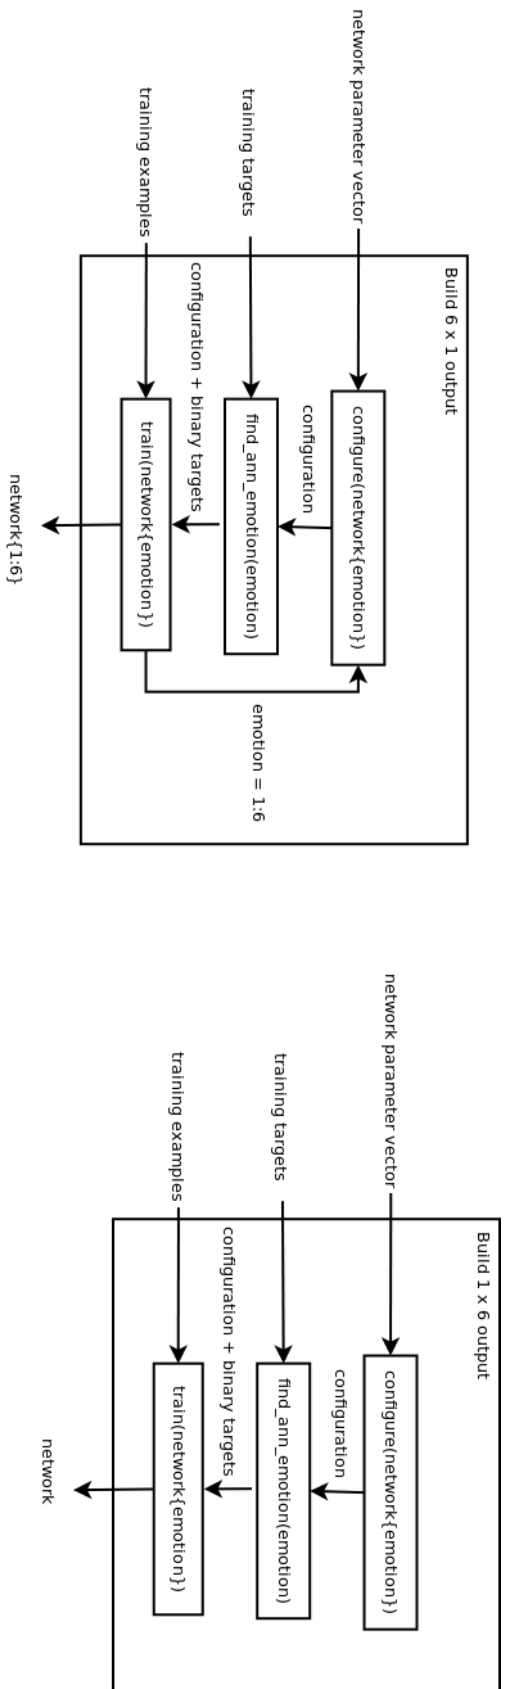 Build 6 x 1 output
network parameter vector
configure(network{emotion})
configuration
training targets
find_ann_emotion(emotion)
emotion = 1:6
configuration + binary targets
training examples
train(network{emotion})
network{1:6}
Build 1 x 6 output
network parameter vector
configure(network{emotion})
configuration
training targets
find_ann_emotion(emotion)
configuration + binary targets
training examples
train(network{emotion})
network